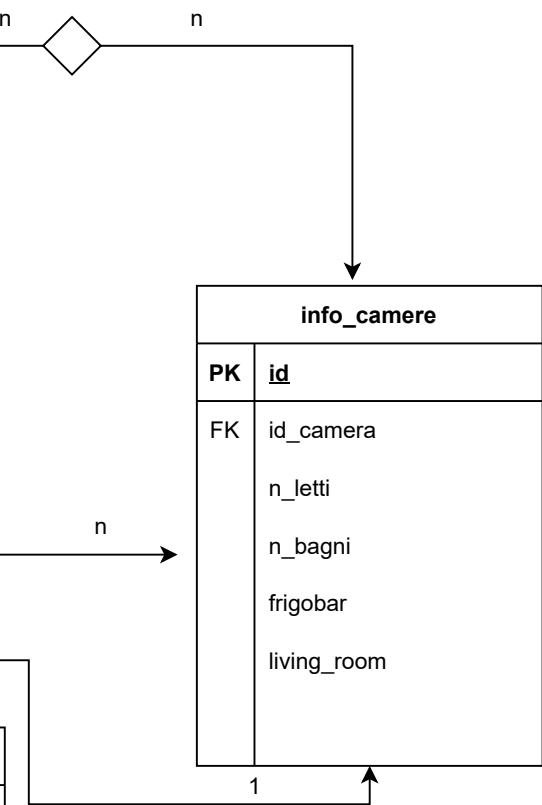 n
n
info_camere
PK id
FK id_camera
n_letti
n
n_bagni
frigobar
living_room
1